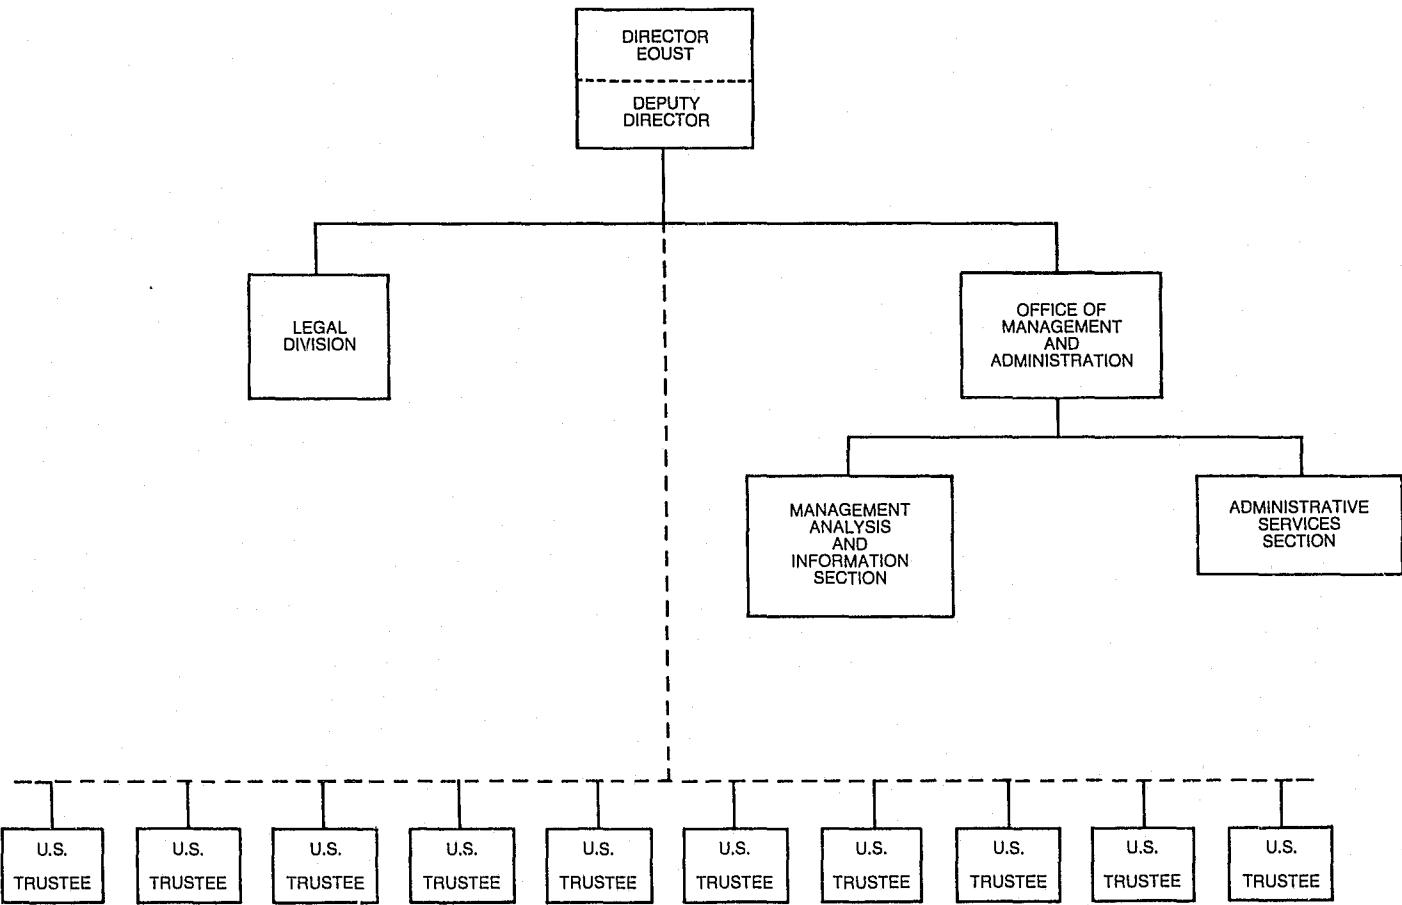 DIRECTOR
EOUST
DEPUTY
DIRECTOR
LEGAL
DIVISION
OFFICE OF
MANAGEMENT
AND
ADMINISTRATION
MANAGEMENT
ANALYSIS
AND
INFORMATION
SECTION
ADMINISTRATIVE
SERVICES
SECTION
U.S.
TRUSTEE
U.S.
TRUSTEE
U.S.
TRUSTEE
U.S.
TRUSTEE
U.S.
TRUSTEE
U.S.
TRUSTEE
U.S.
TRUSTEE
U.S.
TRUSTEE
U.S.
TRUSTEE
U.S.
TRUSTEE